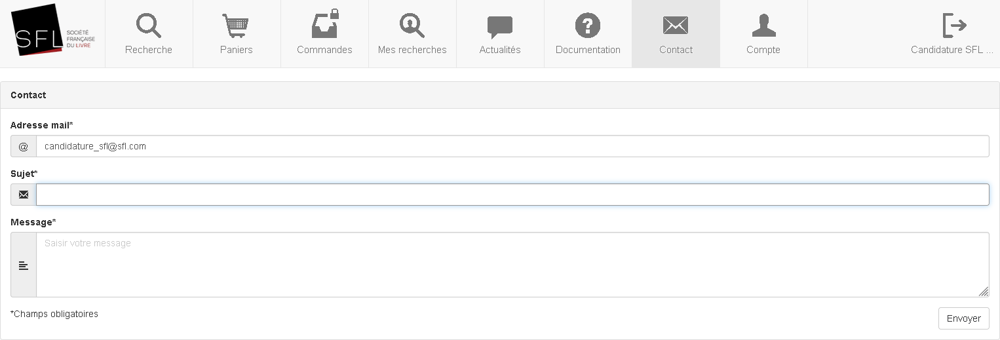 SFL SOCIÉTÉ
FRANÇAISE
DU LIVRE
Recherche
Paniers
Commandes
Mes recherches
Actualités
Documentation
Contact
Compte
Candidature SFL ...
Contact
Adresse mail*
@ candidature_sfl@sfl.com
Sujet*
Message*
Saisir votre message
*Champs obligatoires
Envoyer